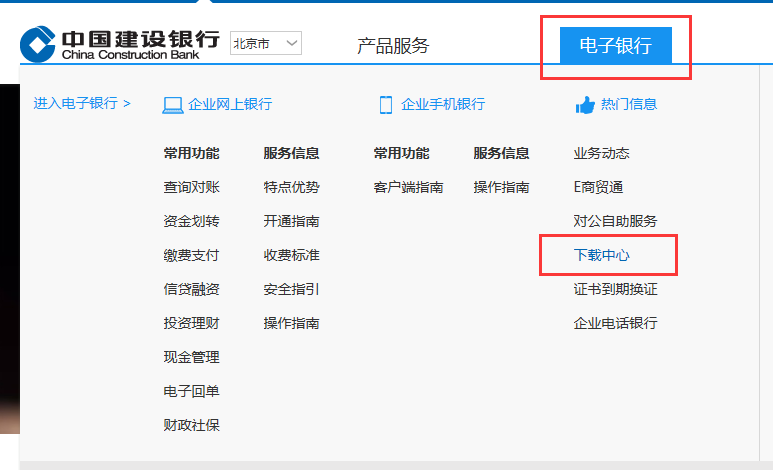 中国建设银行
China Construction Bank
北京市
产品服务
电子银行
进入电子银行 >
企业网上银行
企业手机银行
热门信息
常用功能 服务信息 常用功能 服务信息 业务动态
查询对账 特点优势 客户端指南 操作指南 E商贸通
资金划转 开通指南 对公自助服务
缴费支付 收费标准 下载中心
信贷融资 安全指引 证书到期换证
投资理财 操作指南 企业电话银行
现金管理
电子回单
财政社保